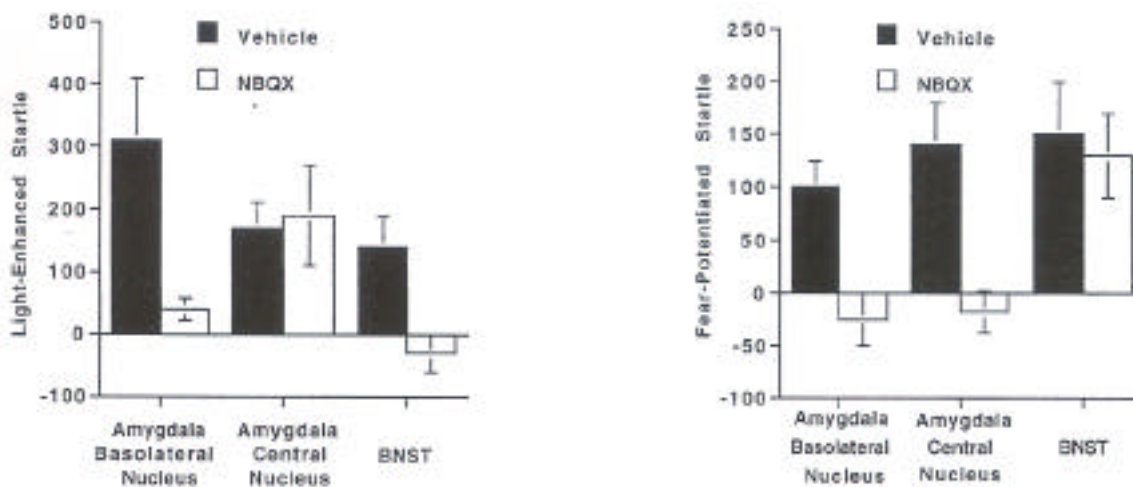 Light-Enhanced Startle
500
400
300
200
100
0
-100
Vehicle
NBQX
Amygdala
Basolateral
Nucleus
Amygdala
Central
Nucleus
BNST
Fear-Potentiated Startle
250
200
150
100
50
0
-50
-100
Vehicle
NBQX
Amygdala
Basolateral
Nucleus
Amygdala
Central
Nucleus
BNST